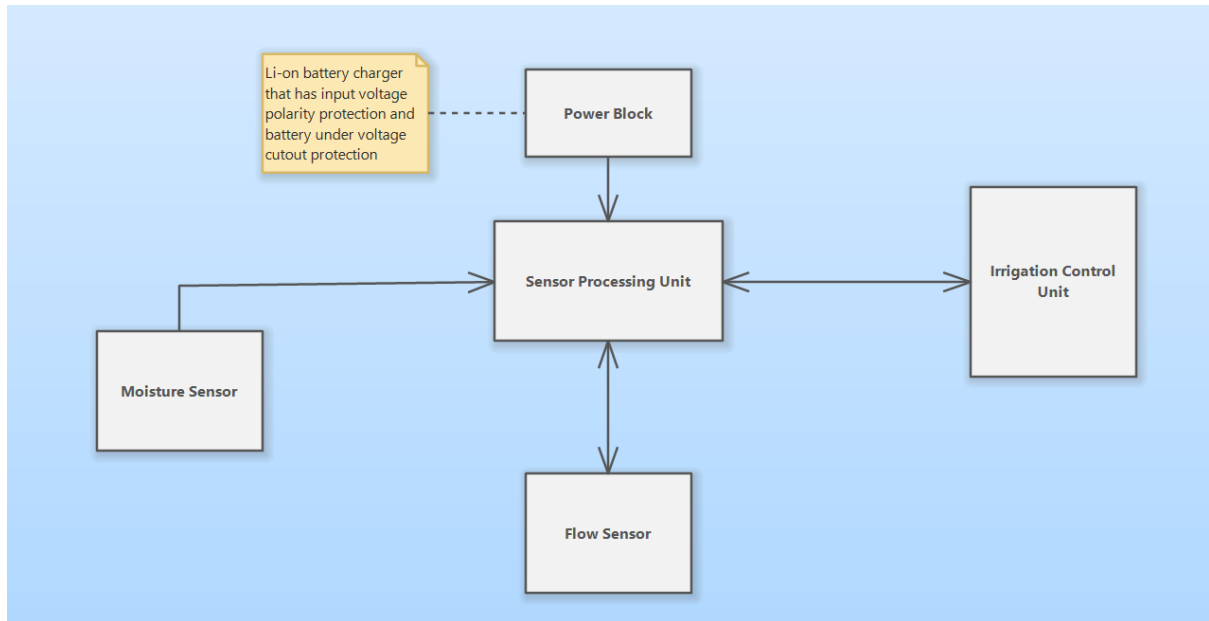 Li-on battery charger
that has input voltage
polarity protection and
battery under voltage
cutout protection
Power Block
Sensor Processing Unit
Irrigation Control
Unit
Moisture Sensor
Flow Sensor